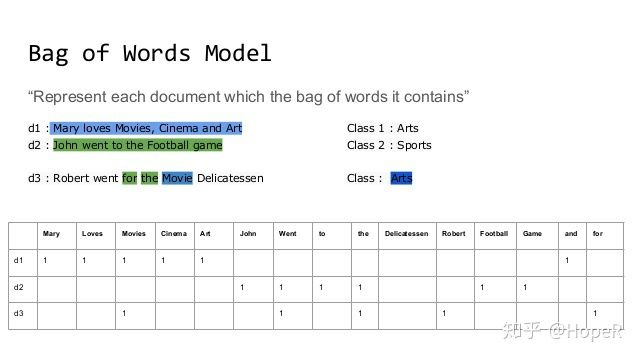 Bag of Words Model
“Represent each document which the bag of words it contains”
d1 : Mary loves Movies, Cinema and Art Class 1 : Arts
d2 : John went to the Football game Class 2 : Sports
d3 : Robert went for the Movie Delicatessen Class : Arts
Mary Loves Movies Cinema Art John Went to the Delicatessen Robert Football Game and for
d1 1 1 1 1 1 1
d2 1 1 1 1 1 1
d3 1 1 1 1 1
知乎 @HopeR